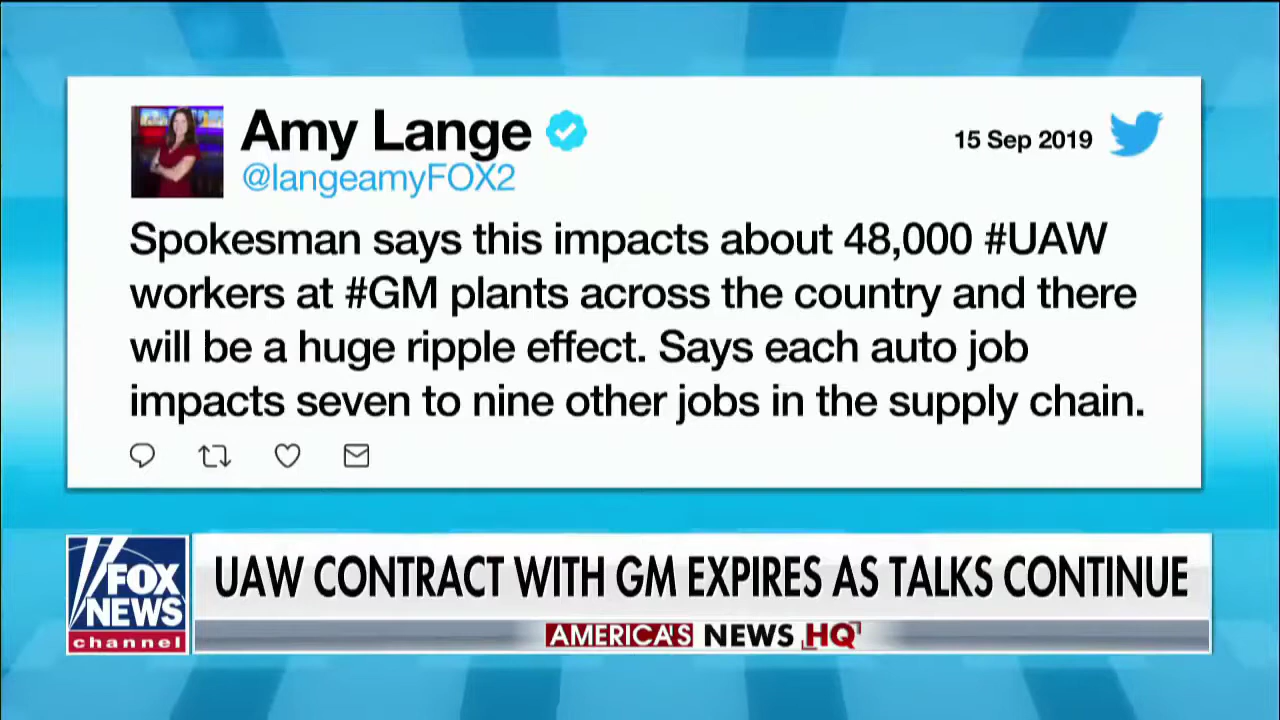 Amy Lange
15 Sep 2019
@langeamyFOX2
Spokesman says this impacts about 48,000 #UAW
workers at #GM plants across the country and there
will be a huge ripple effect. Says each auto job
impacts seven to nine other jobs in the supply chain.
FOX
NEWS
channel
UAW CONTRACT WITH GM EXPIRES AS TALKS CONTINUE
AMERICA'S NEWS HQ